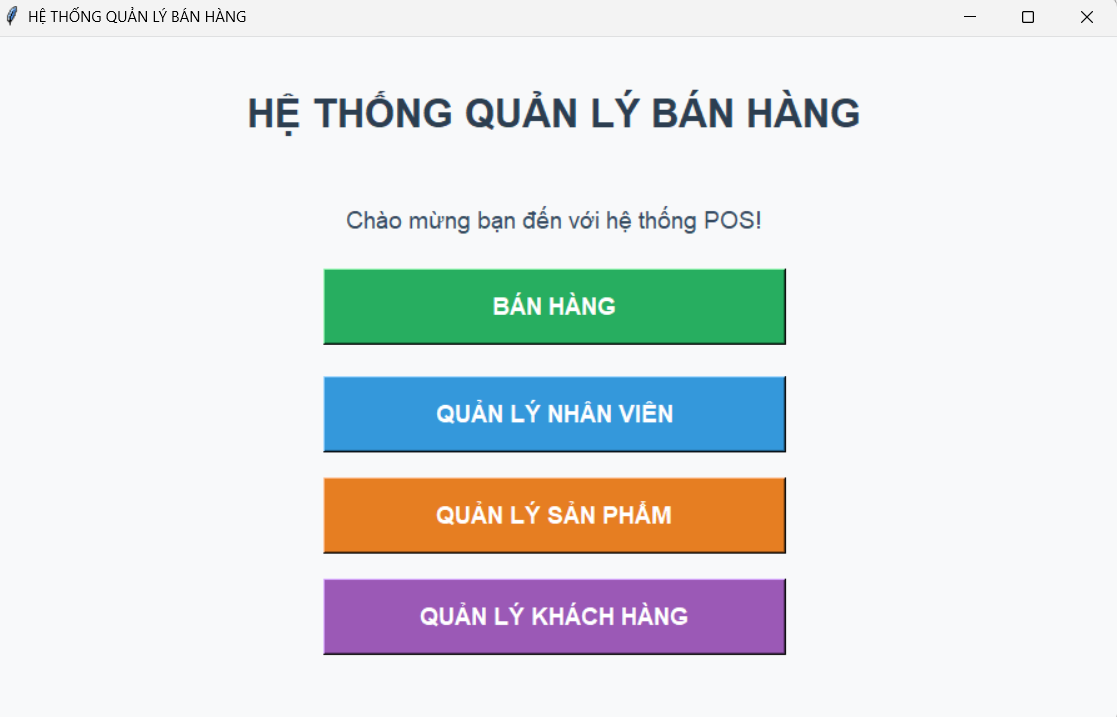 HỆ THỐNG QUẢN LÝ BÁN HÀNG
HỆ THỐNG QUẢN LÝ BÁN HÀNG
Chào mừng bạn đến với hệ thống POS!
BÁN HÀNG
QUẢN LÝ NHÂN VIÊN
QUẢN LÝ SẢN PHẨM
QUẢN LÝ KHÁCH HÀNG